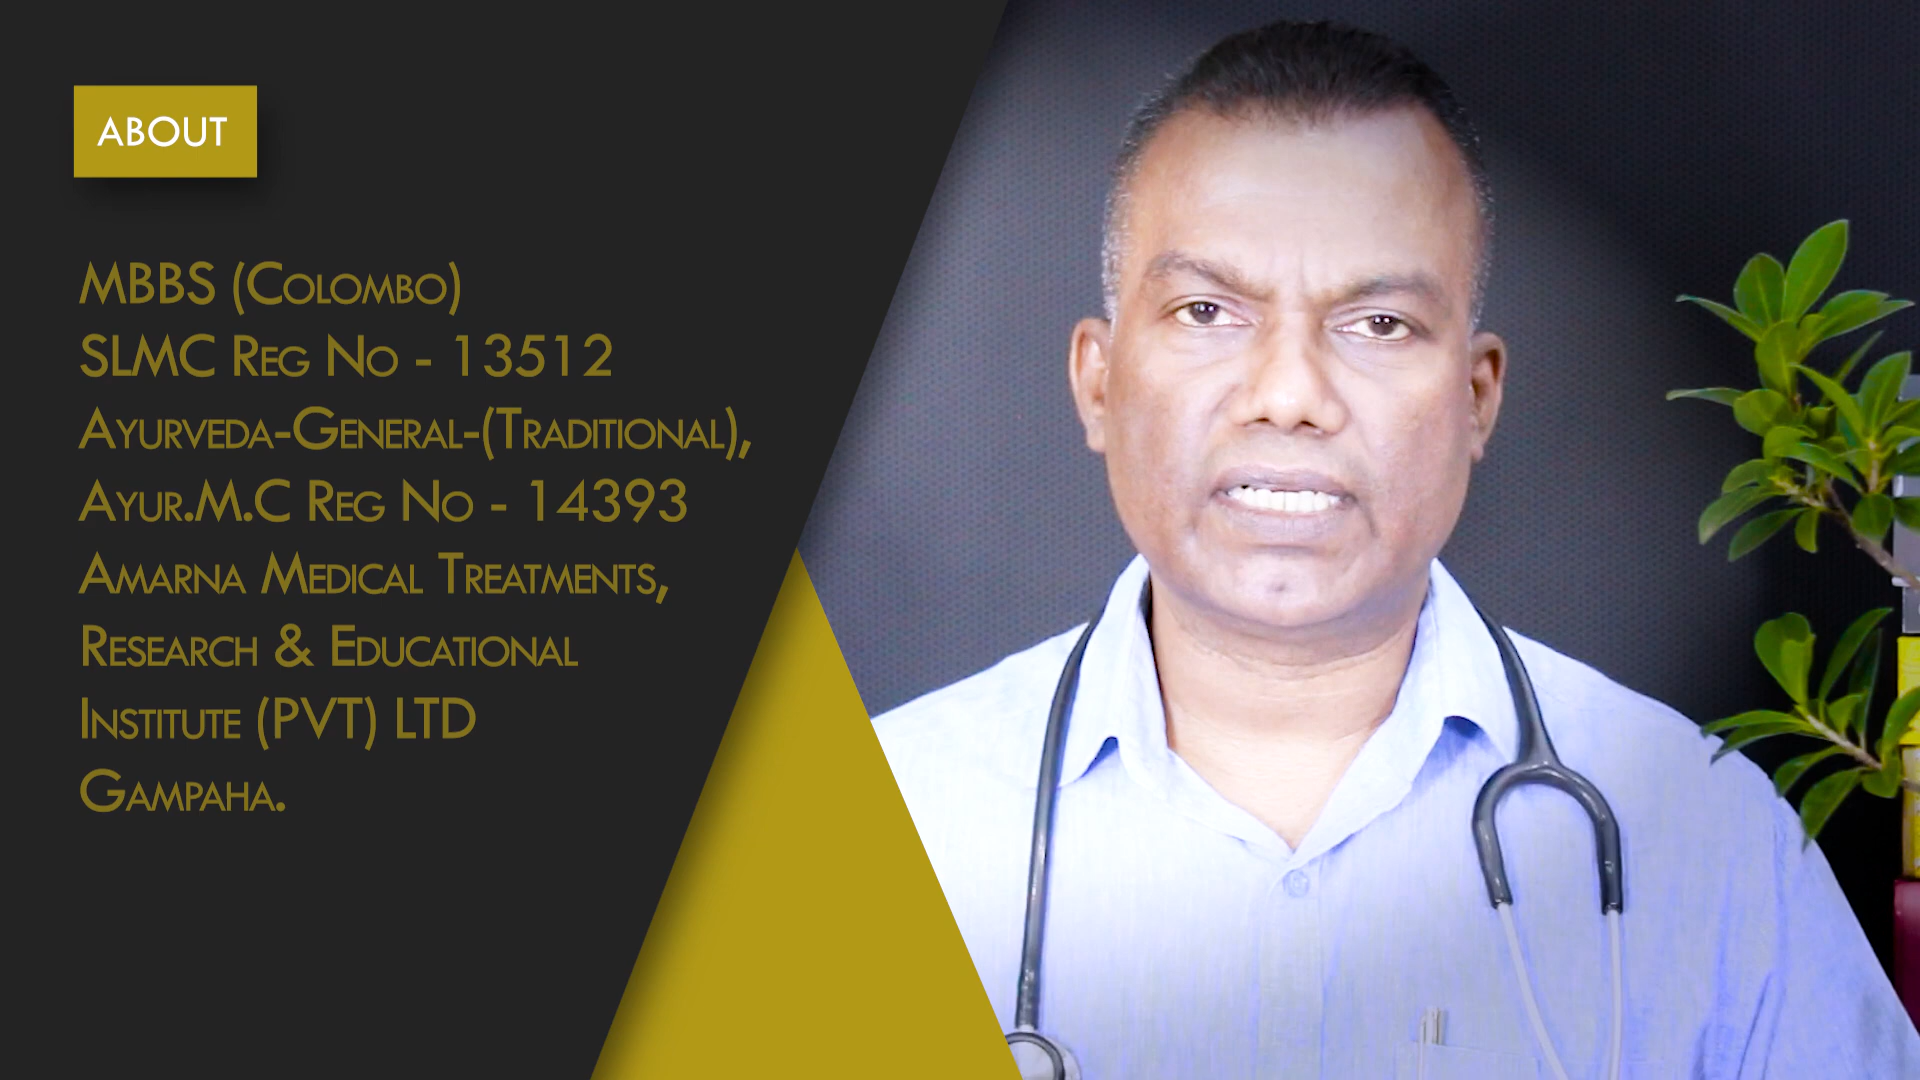 ABOUT
MBBS (Colombo)
SLMC Reg No - 13512
Ayurveda-General-(Traditional),
Ayur.M.C Reg No - 14393
Amarna Medical Treatments,
Research & Educational
Institute (PVT) LTD
Gampaha.